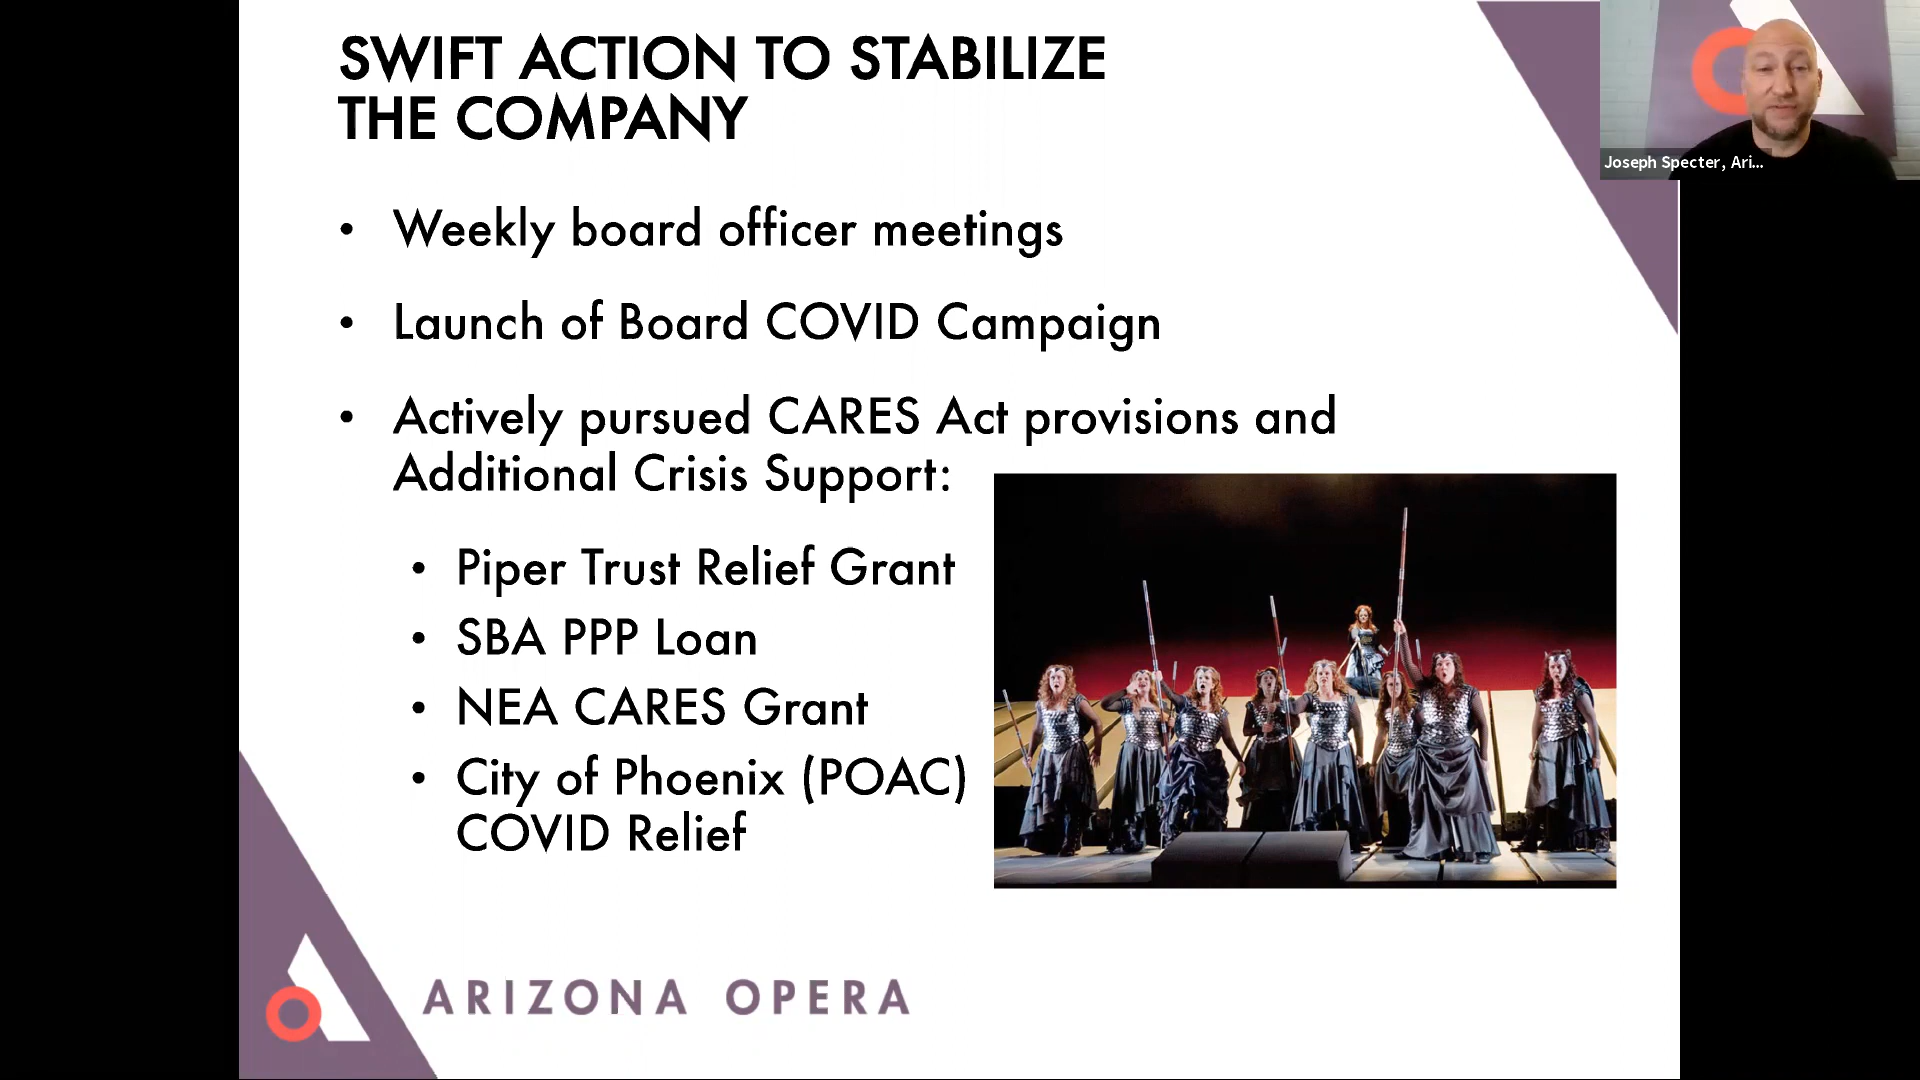 SWIFT ACTION TO STABILIZE
THE COMPANY
Joseph Specter, Ari...
• Weekly board officer meetings
• Launch of Board COVID Campaign
• Actively pursued CARES Act provisions and
Additional Crisis Support:
• Piper Trust Relief Grant
• SBA PPP Loan
• NEA CARES Grant
• City of Phoenix (POAC)
COVID Relief
ARIZONA OPERA